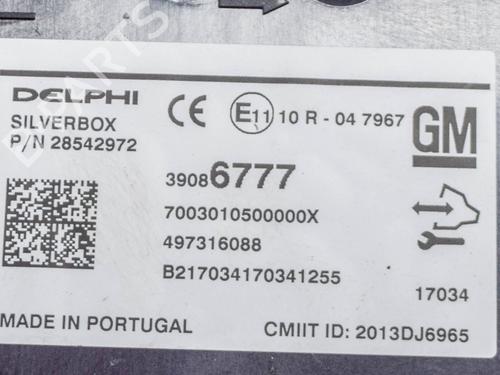 DELPHI
SILVERBOX
P/N 28542972
CE
E11 10 R - 04 7967
GM
39086777
7003010500000X
497316088
B217034170341255
17034
MADE IN PORTUGAL
CMIIT ID: 2013DJ6965